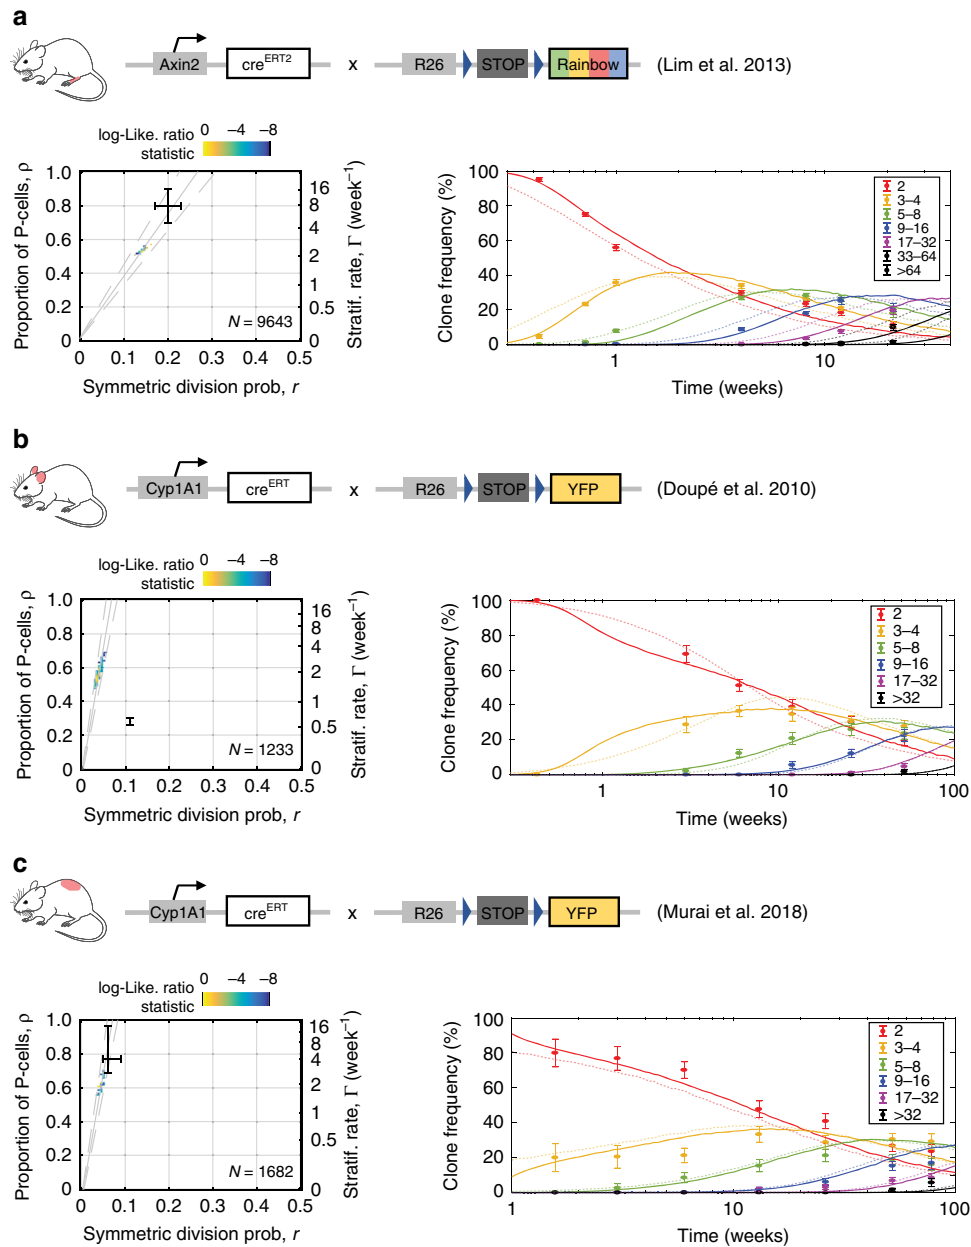 a
Axin2
cre^ERT2
x
R26
STOP
Rainbow
(Lim et al. 2013)
log-Like. ratio
statistic
0 −4 −8
Proportion of P-cells, ρ
1.0
0.8
0.6
0.4
0.2
0
16
8
4
2
1
0.5
0
Stratif. rate, Γ (week⁻¹)
N = 9643
0 0.1 0.2 0.3 0.4 0.5
Symmetric division prob, r
Clone frequency (%)
100
80
60
40
20
0
2
3–4
5–8
9–16
17–32
33–64
>64
1 10
Time (weeks)
b
Cyp1A1
cre^ERT
x
R26
STOP
YFP
(Doupé et al. 2010)
log-Like. ratio
statistic
0 −4 −8
Proportion of P-cells, ρ
1.0
0.8
0.6
0.4
0.2
0
16
8
4
2
1
0.5
0
Stratif. rate, Γ (week⁻¹)
N = 1233
0 0.1 0.2 0.3 0.4 0.5
Symmetric division prob, r
Clone frequency (%)
100
80
60
40
20
0
2
3–4
5–8
9–16
17–32
>32
1 10 100
Time (weeks)
c
Cyp1A1
cre^ERT
x
R26
STOP
YFP
(Murai et al. 2018)
log-Like. ratio
statistic
0 −4 −8
Proportion of P-cells, ρ
1.0
0.8
0.6
0.4
0.2
0
16
8
4
2
1
0.5
0
Stratif. rate, Γ (week⁻¹)
N = 1682
0 0.1 0.2 0.3 0.4 0.5
Symmetric division prob, r
Clone frequency (%)
100
80
60
40
20
0
2
3–4
5–8
9–16
17–32
>32
1 10 100
Time (weeks)